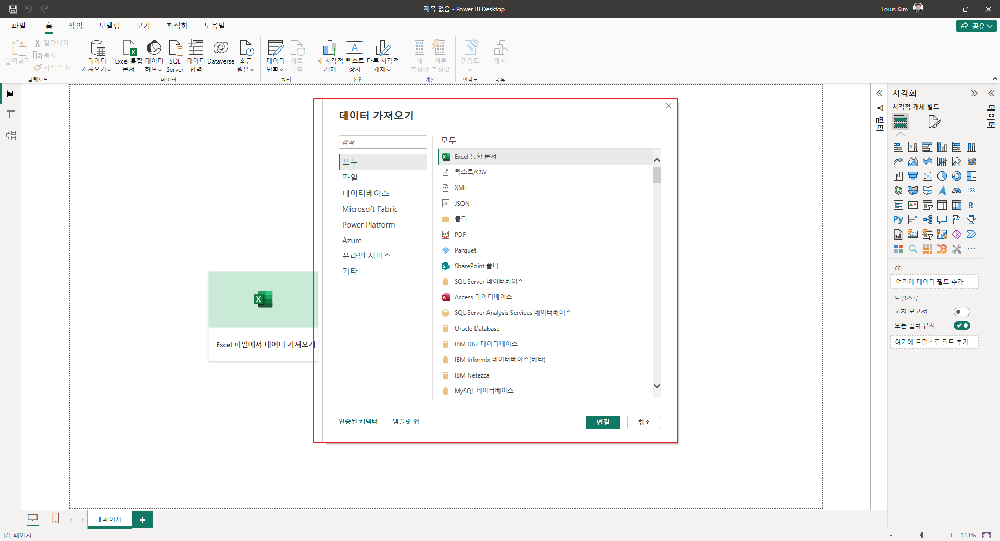 제목 없음 - Power BI Desktop
Louis Kim
파일
홈
삽입
모델링
보기
최적화
도움말
공유
붙여넣기
잘라내기
복사
서식 복사
클립보드
데이터
가져오기
Excel 통합
문서
데이터
허브
SQL
Server
데이터
입력
Dataverse
최근
원본
데이터
데이터
변환
새로
고침
쿼리
새 시각적
개체
텍스트
상자
다른 시각적
개체
삽입
새
측정값
빠른
측정값
계산
민감도
민감도
게시
공유
Excel 파일에서 데이터 가져오기
데이터 가져오기
검색
모두
파일
데이터베이스
Microsoft Fabric
Power Platform
Azure
온라인 서비스
기타
모두
Excel 통합 문서
텍스트/CSV
XML
JSON
폴더
PDF
Parquet
SharePoint 폴더
SQL Server 데이터베이스
Access 데이터베이스
SQL Server Analysis Services 데이터베이스
Oracle Database
IBM DB2 데이터베이스
IBM Informix 데이터베이스(베타)
IBM Netezza
MySQL 데이터베이스
인증된 커넥터
템플릿 앱
연결
취소
필터
시각화
시각적 개체 빌드
123
R
Py
123
값
여기에 데이터 필드 추가
드릴스루
교차 보고서
모든 필터 유지
여기에 드릴스루 필드 추가
데이터
1 페이지
1/1 페이지
- + 113%